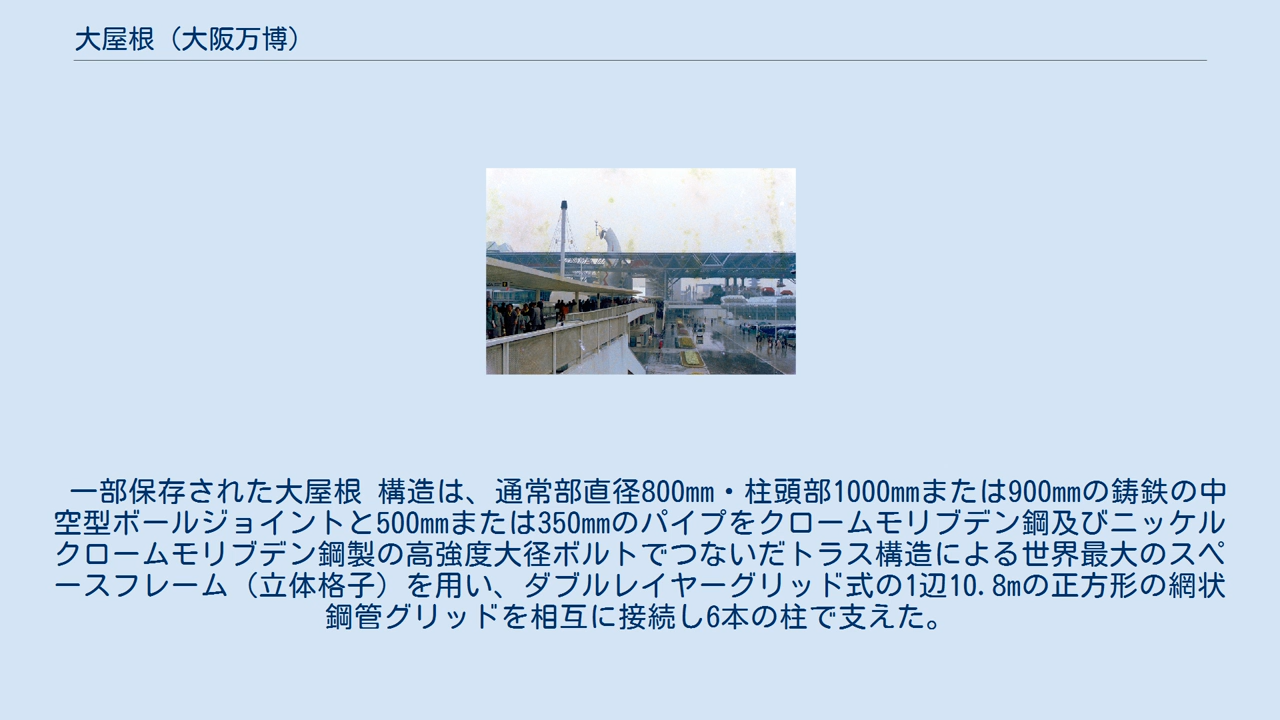 大屋根（大阪万博）
一部保存された大屋根 構造は、通常部直径800㎜・柱頭部1000㎜または900㎜の鋳鉄の中
空型ボールジョイントと500㎜または350㎜のパイプをクロームモリブデン鋼及びニッケル
クロームモリブデン鋼製の高強度大径ボルトでつないだトラス構造による世界最大のスペ
ースフレーム（立体格子）を用い、ダブルレイヤーグリッド式の1辺10.8mの正方形の網状
鋼管グリッドを相互に接続し6本の柱で支えた。